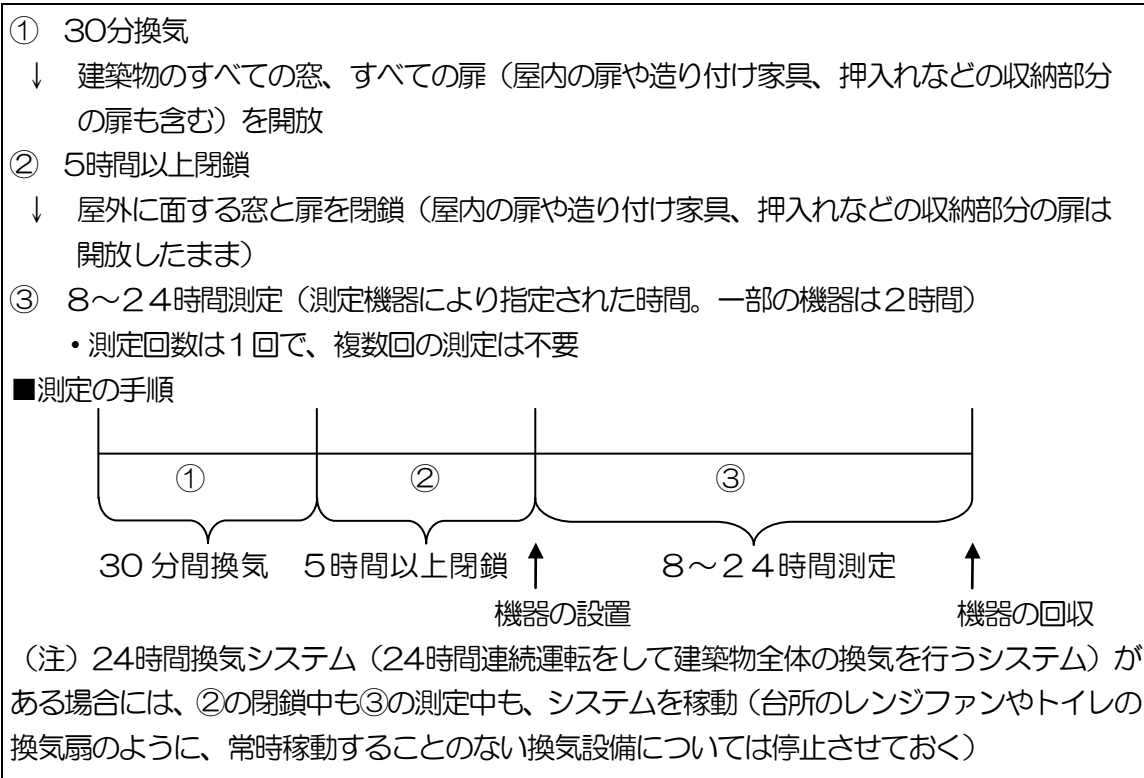 ① 30分換気
↓ 建築物のすべての窓、すべての扉（屋内の扉や造り付け家具、押入れなどの収納部分
の扉も含む）を開放
② 5時間以上閉鎖
↓ 屋外に面する窓と扉を閉鎖（屋内の扉や造り付け家具、押入れなどの収納部分の扉は
開放したまま）
③ 8～24時間測定（測定機器により指定された時間。一部の機器は2時間）
・測定回数は1回で、複数回の測定は不要
■測定の手順
① ② ③
30分間換気 5時間以上閉鎖 8～24時間測定
機器の設置 機器の回収
（注）24時間換気システム（24時間連続運転をして建築物全体の換気を行うシステム）が
ある場合には、②の閉鎖中も③の測定中も、システムを稼動（台所のレンジファンやトイレの
換気扇のように、常時稼動することのない換気設備については停止させておく）